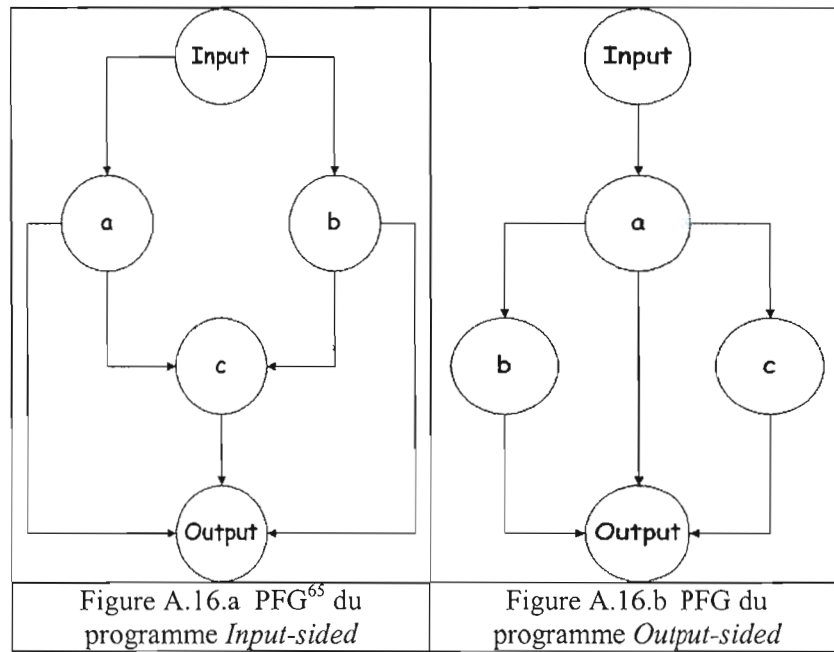 Input
a
b
c
Output
Figure A.16.a PFG⁶⁵ du
programme Input-sided
Input
a
b
c
Output
Figure A.16.b PFG du
programme Output-sided